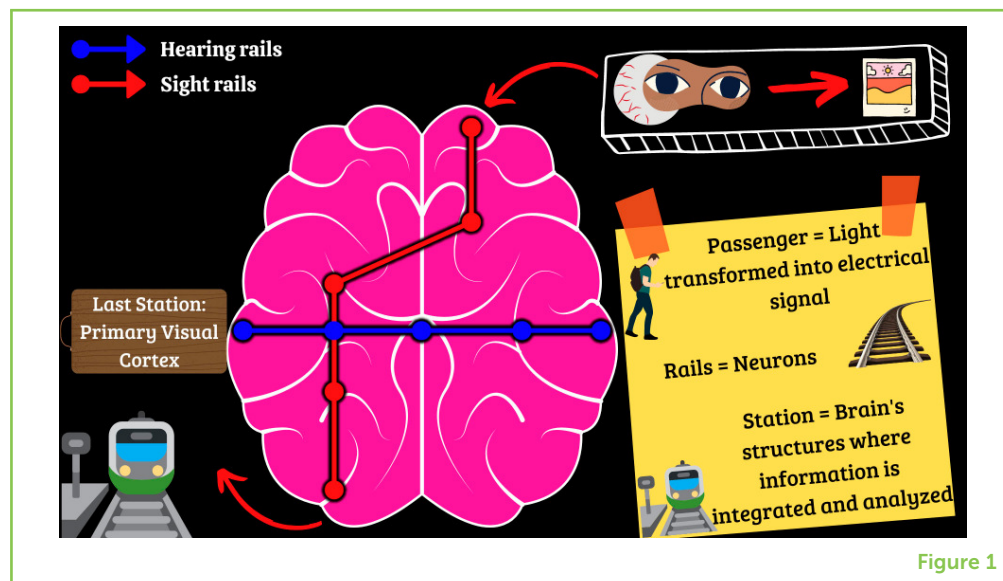 Hearing rails
Sight rails
Last Station:
Primary Visual
Cortex
Passenger = Light
transformed into electrical
signal
Rails = Neurons
Station = Brain's
structures where
information is
integrated and analyzed
Figure 1